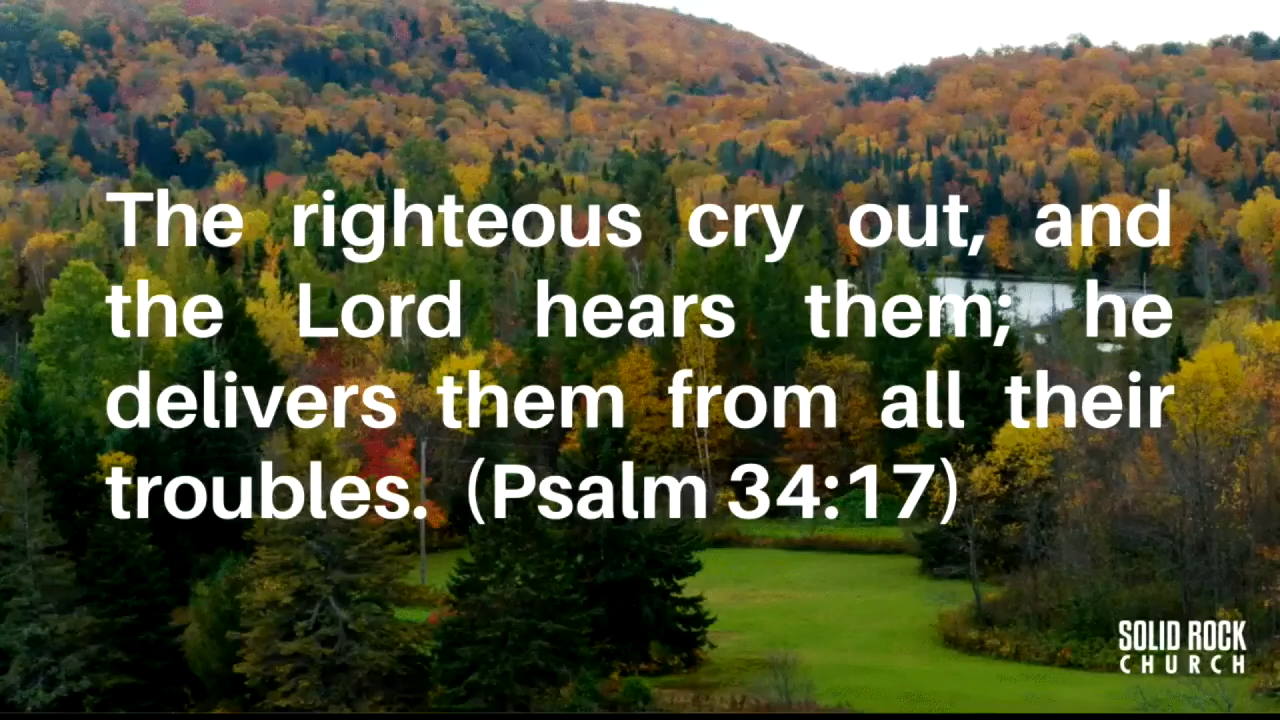 The righteous cry out, and
the Lord hears them; he
delivers them from all their
troubles. (Psalm 34:17)
SOLID ROCK
CHURCH